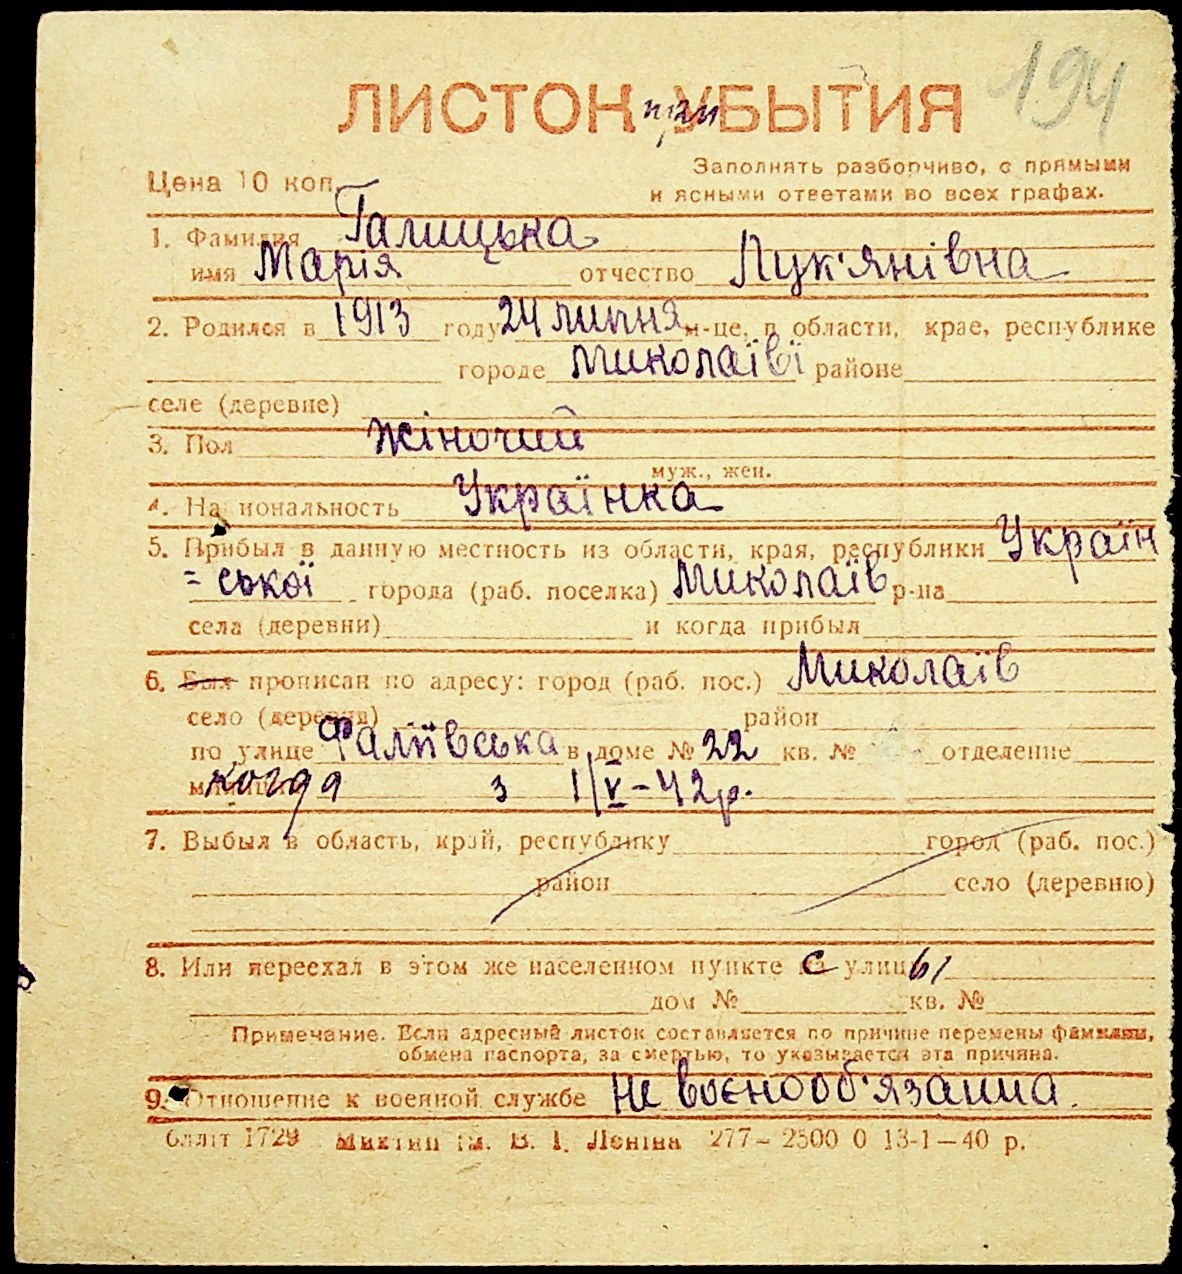 194
ЛИСТОК при УБЫТИЯ
Заполнять разборчиво, с прямыми
Цена 10 коп.
и ясными ответами во всех графах.
1. Фамилия Галицька
имя Марія отчество Лук'янівна
2. Родился в 1913 году 24 липня м-це, в области, крае, республике
городе Миколаїві районе
селе (деревне)
3. Пол жіночий
муж., жен.
4. Национальность Українка
5. Прибыл в данную местность из области, края, республики Україн
= ської города (раб. поселка) Миколаїв р-на
села (деревни) и когда прибыл
6. Был прописан по адресу: город (раб. пос.) Миколаїв
село (деревня) район
по улице Фаліївська в доме № 22 кв. № отделение
когда з 1/V-42р.
7. Выбыл в область, край, республику город (раб. пос.)
район село (деревню)
8. Или переехал в этом же населенном пункте с улицы
дом № кв. №
Примечание. Если адресный листок составляется по причине перемены фамилии,
обмена паспорта, за смертью, то указывается эта причина.
9. Отношение к военной службе Не воєнообʼязанна.
блліт 1729 Миктип ім. В. І. Леніна 277-2500 0 13-1-40 р.